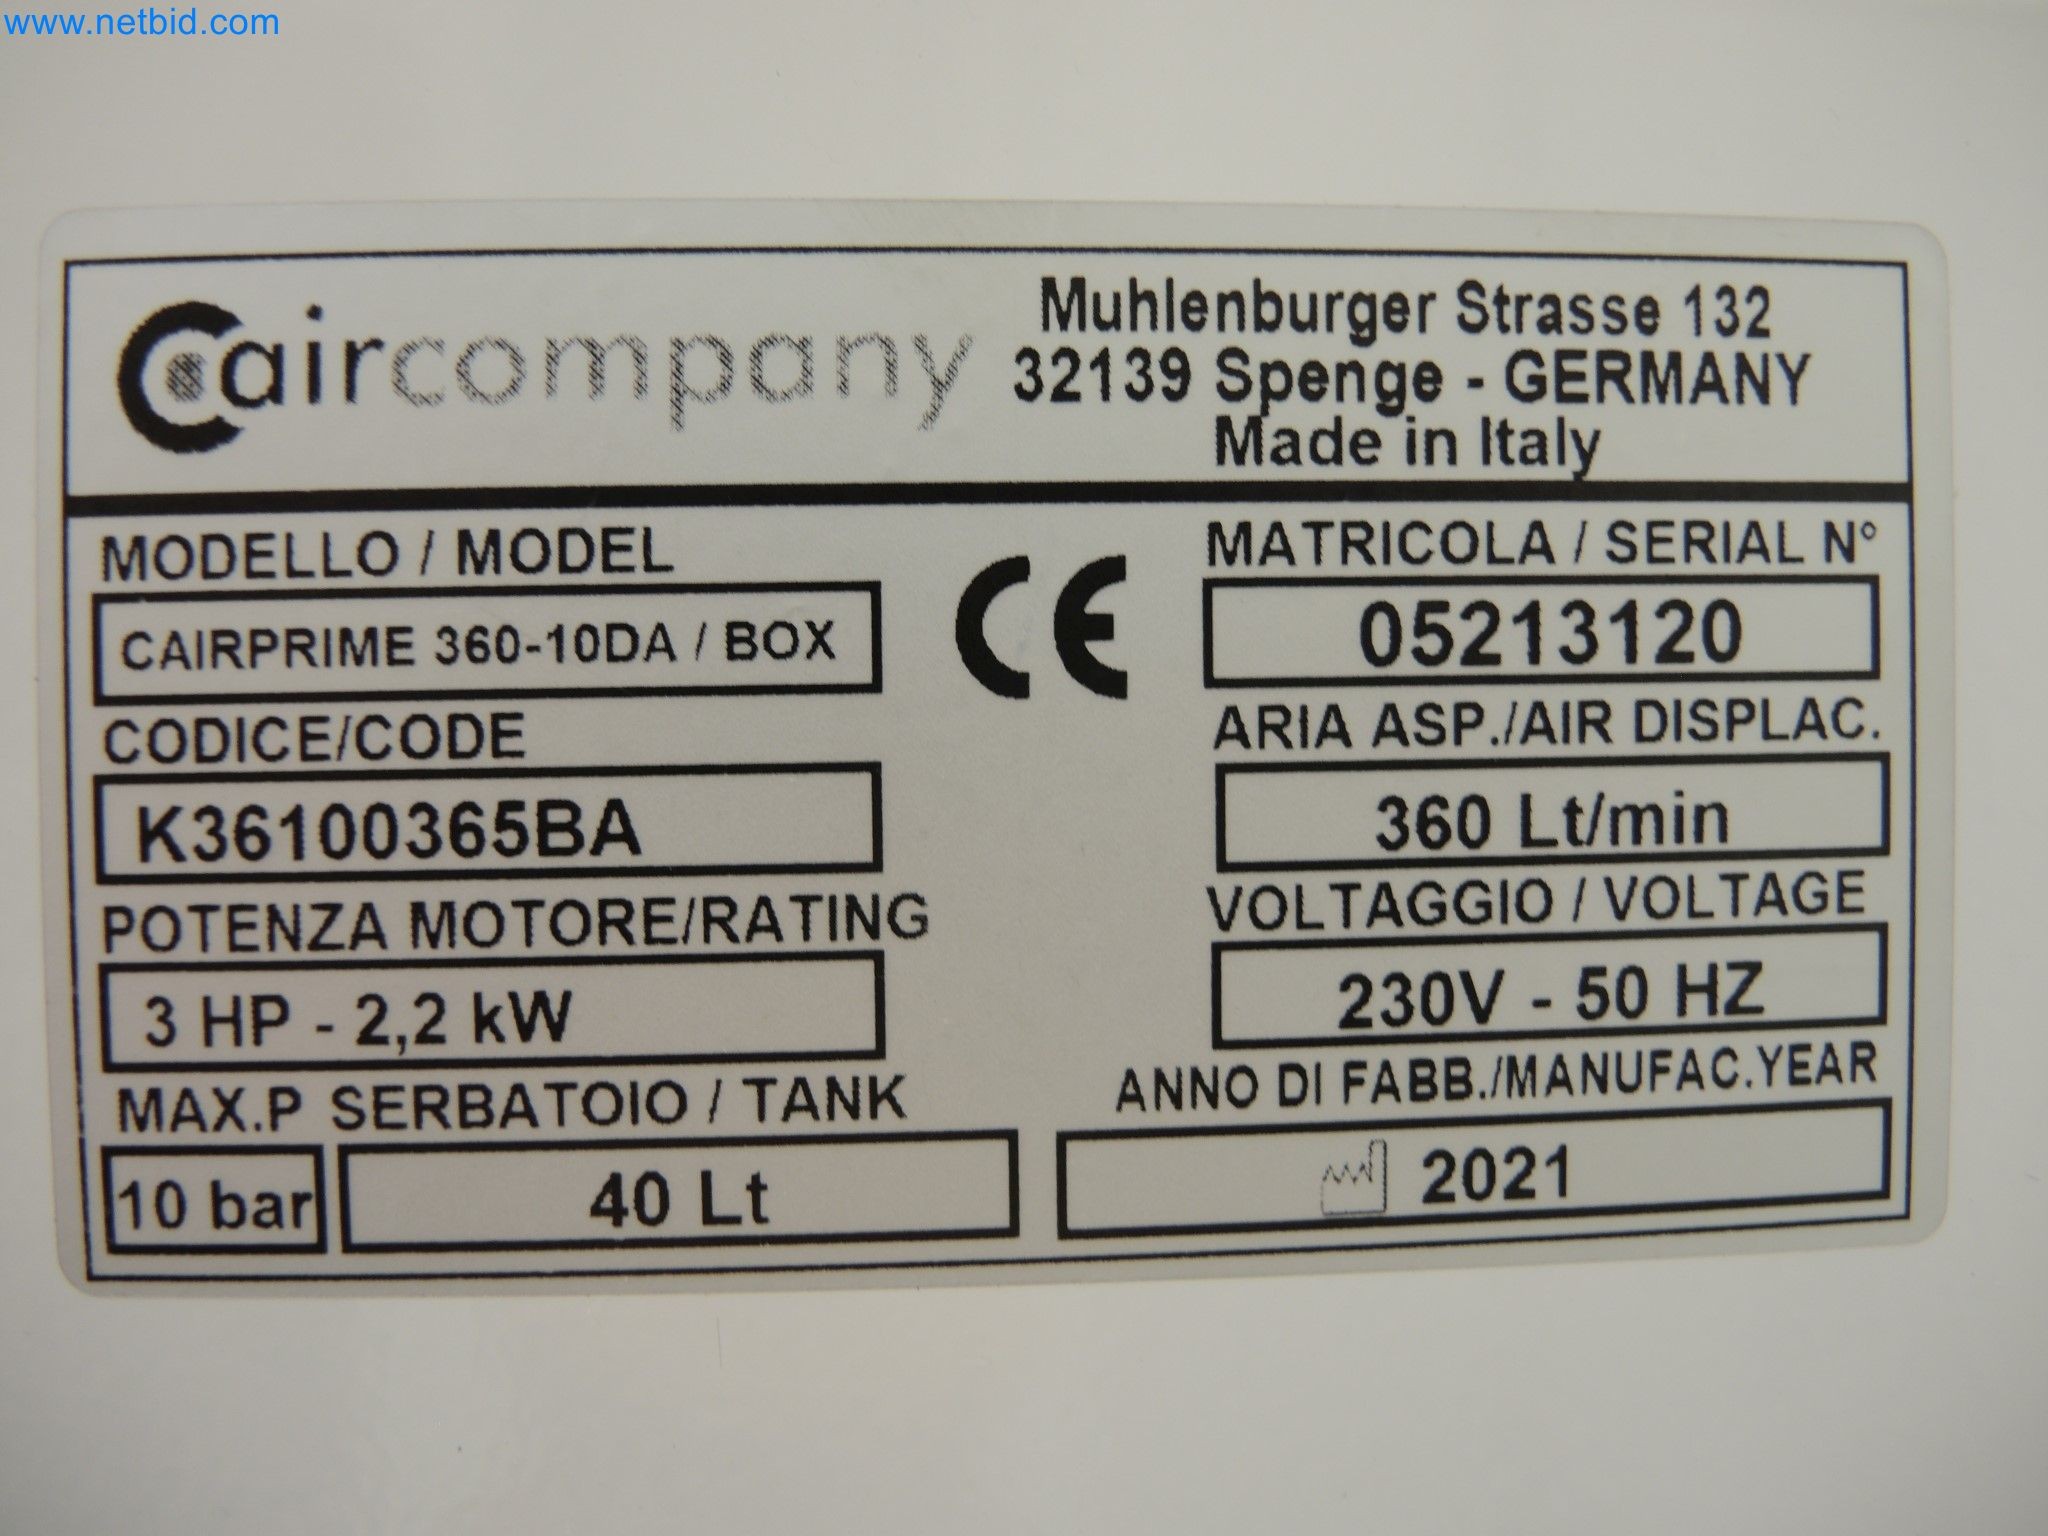 www.netbid.com
Caircompany
Muhlenburger Strasse 132
32139 Spenge - GERMANY
Made in Italy
MODELLO / MODEL
CAIRPRIME 360-10DA / BOX
CE
MATRICOLA / SERIAL N°
05213120
CODICE/CODE
K36100365BA
ARIA ASP./AIR DISPLAC.
360 Lt/min
POTENZA MOTORE/RATING
3 HP - 2,2 kW
VOLTAGGIO / VOLTAGE
230V - 50 HZ
MAX.P SERBATOIO / TANK
10 bar 40 Lt
ANNO DI FABB./MANUFAC.YEAR
2021